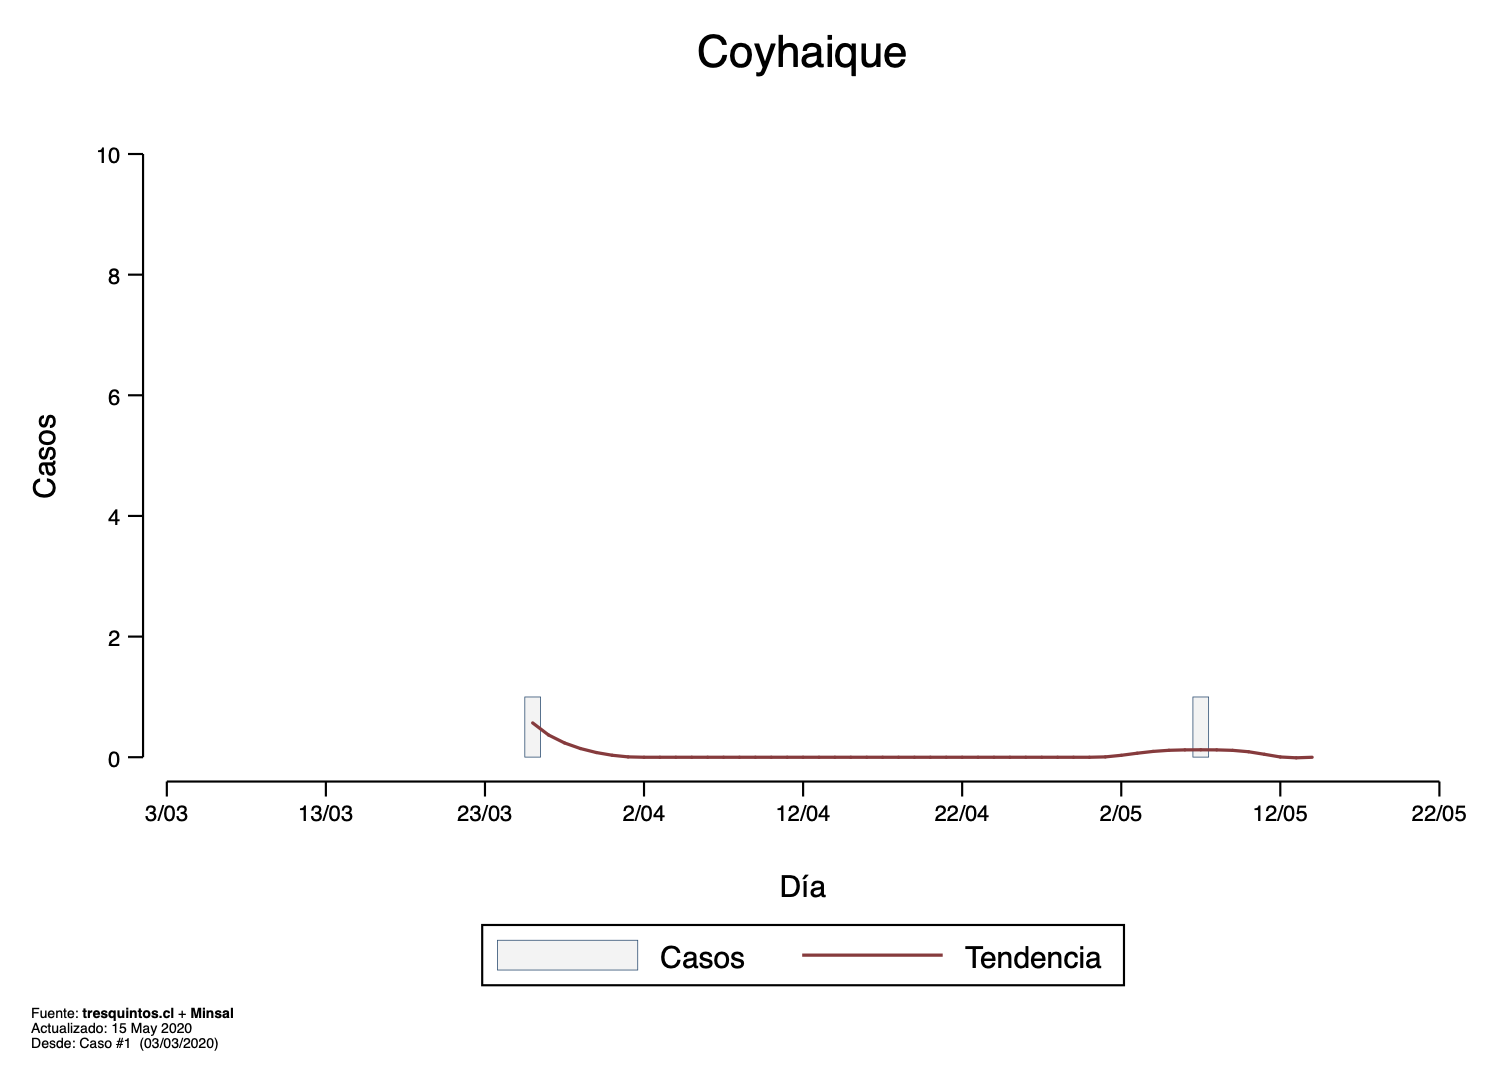 Coyhaique
10
8
6
4
2
0
Casos
3/03 13/03 23/03 2/04 12/04 22/04 2/05 12/05 22/05
Día
Casos Tendencia
Fuente: tresquintos.cl + Minsal
Actualizado: 15 May 2020
Desde: Caso #1 (03/03/2020)